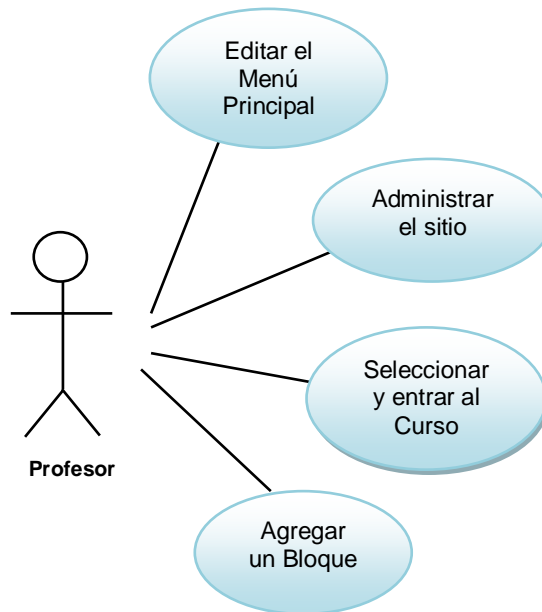 Editar el
Menú
Principal
Administrar
el sitio
Seleccionar
y entrar al
Curso
Profesor
Agregar
un Bloque